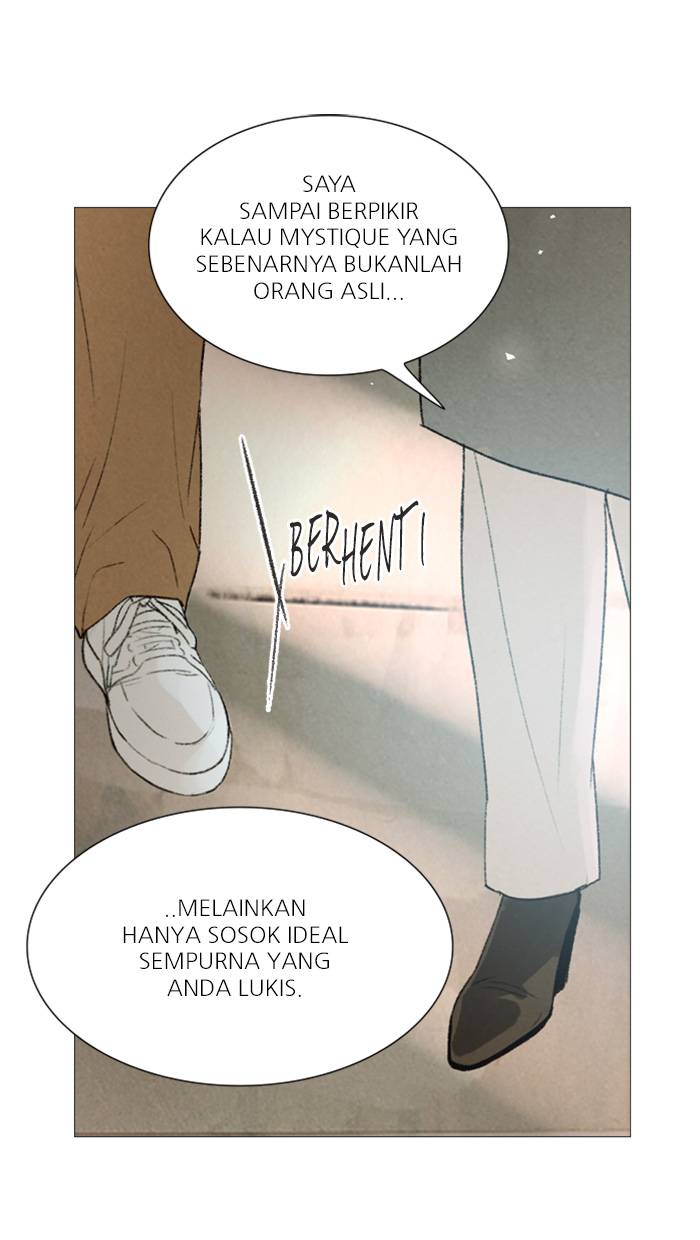 SAYA
SAMPAI BERPIKIR
KALAU MYSTIQUE YANG
SEBENARNYA BUKANLAH
ORANG ASLI...
BERHENTI
..MELAINKAN
HANYA SOSOK IDEAL
SEMPURNA YANG
ANDA LUKIS.